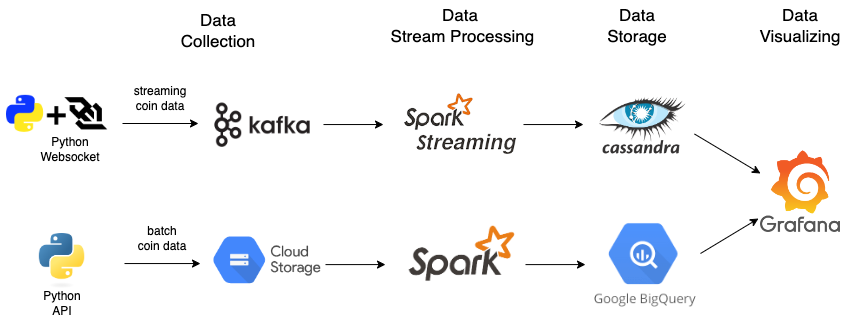 Data
Collection
Data
Stream Processing
Data
Storage
Data
Visualizing
streaming
coin data
Python
Websocket
kafka
Spark
Streaming
cassandra
Grafana
batch
coin data
Python
API
Cloud
Storage
Spark
Google BigQuery